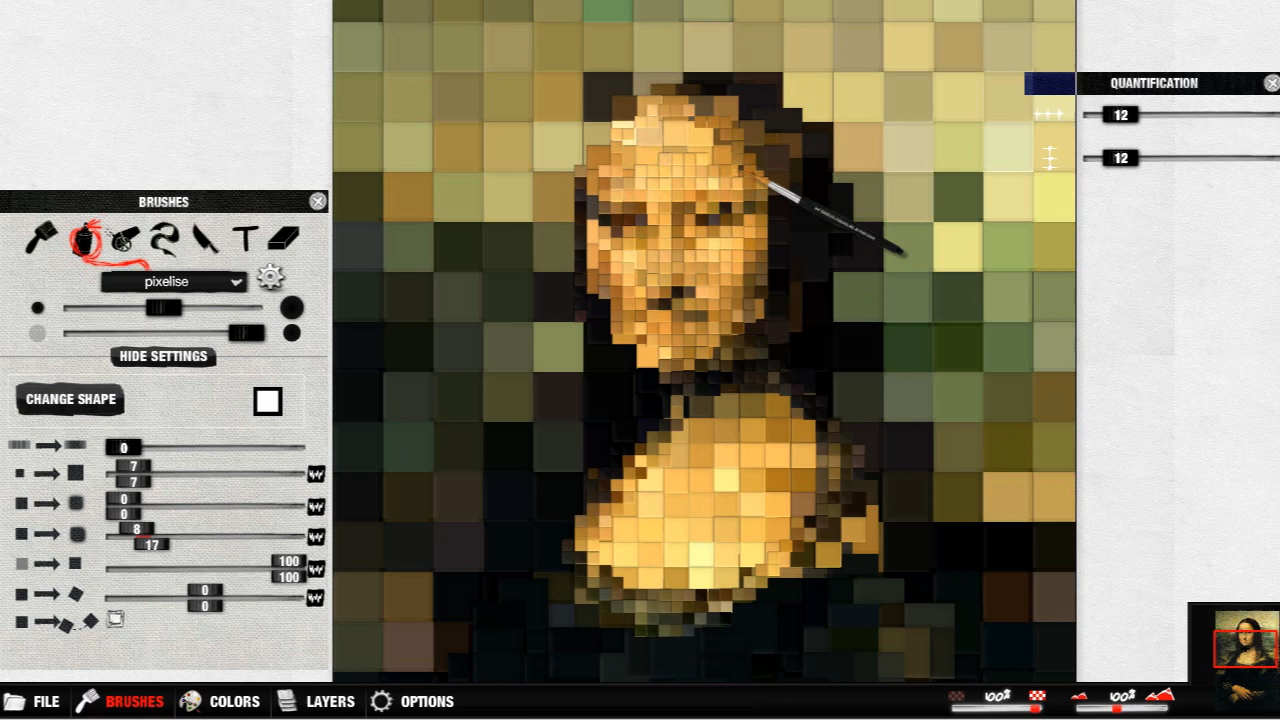 QUANTIFICATION
12
12
BRUSHES
T
pixelise
HIDE SETTINGS
CHANGE SHAPE
0
7
7
0
0
8
17
100
100
0
0
FILE
BRUSHES
COLORS
LAYERS
OPTIONS
100%
100%